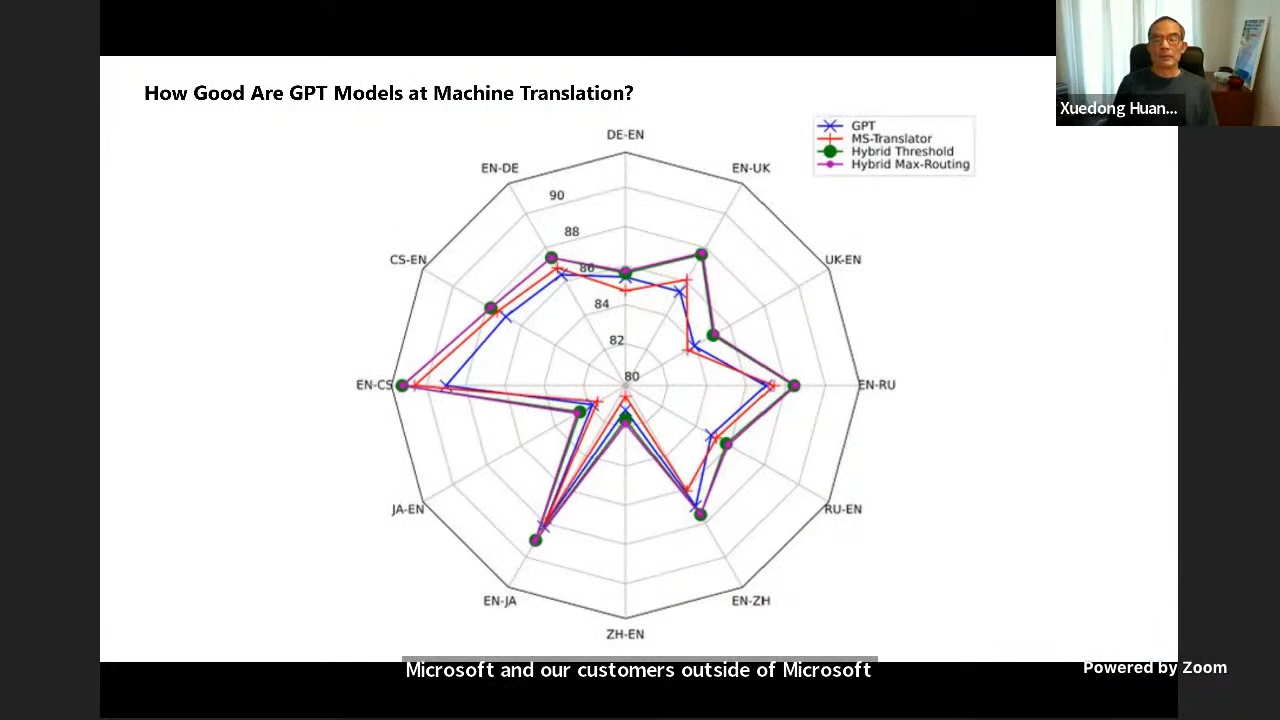 How Good Are GPT Models at Machine Translation?
Xuedong Huan...
GPT
MS-Translator
Hybrid Threshold
Hybrid Max-Routing
DE-EN
EN-DE
EN-UK
90
88
CS-EN
UK-EN
86
84
82
80
EN-CS
EN-RU
JA-EN
RU-EN
EN-JA
EN-ZH
ZH-EN
Microsoft and our customers outside of Microsoft
Powered by Zoom